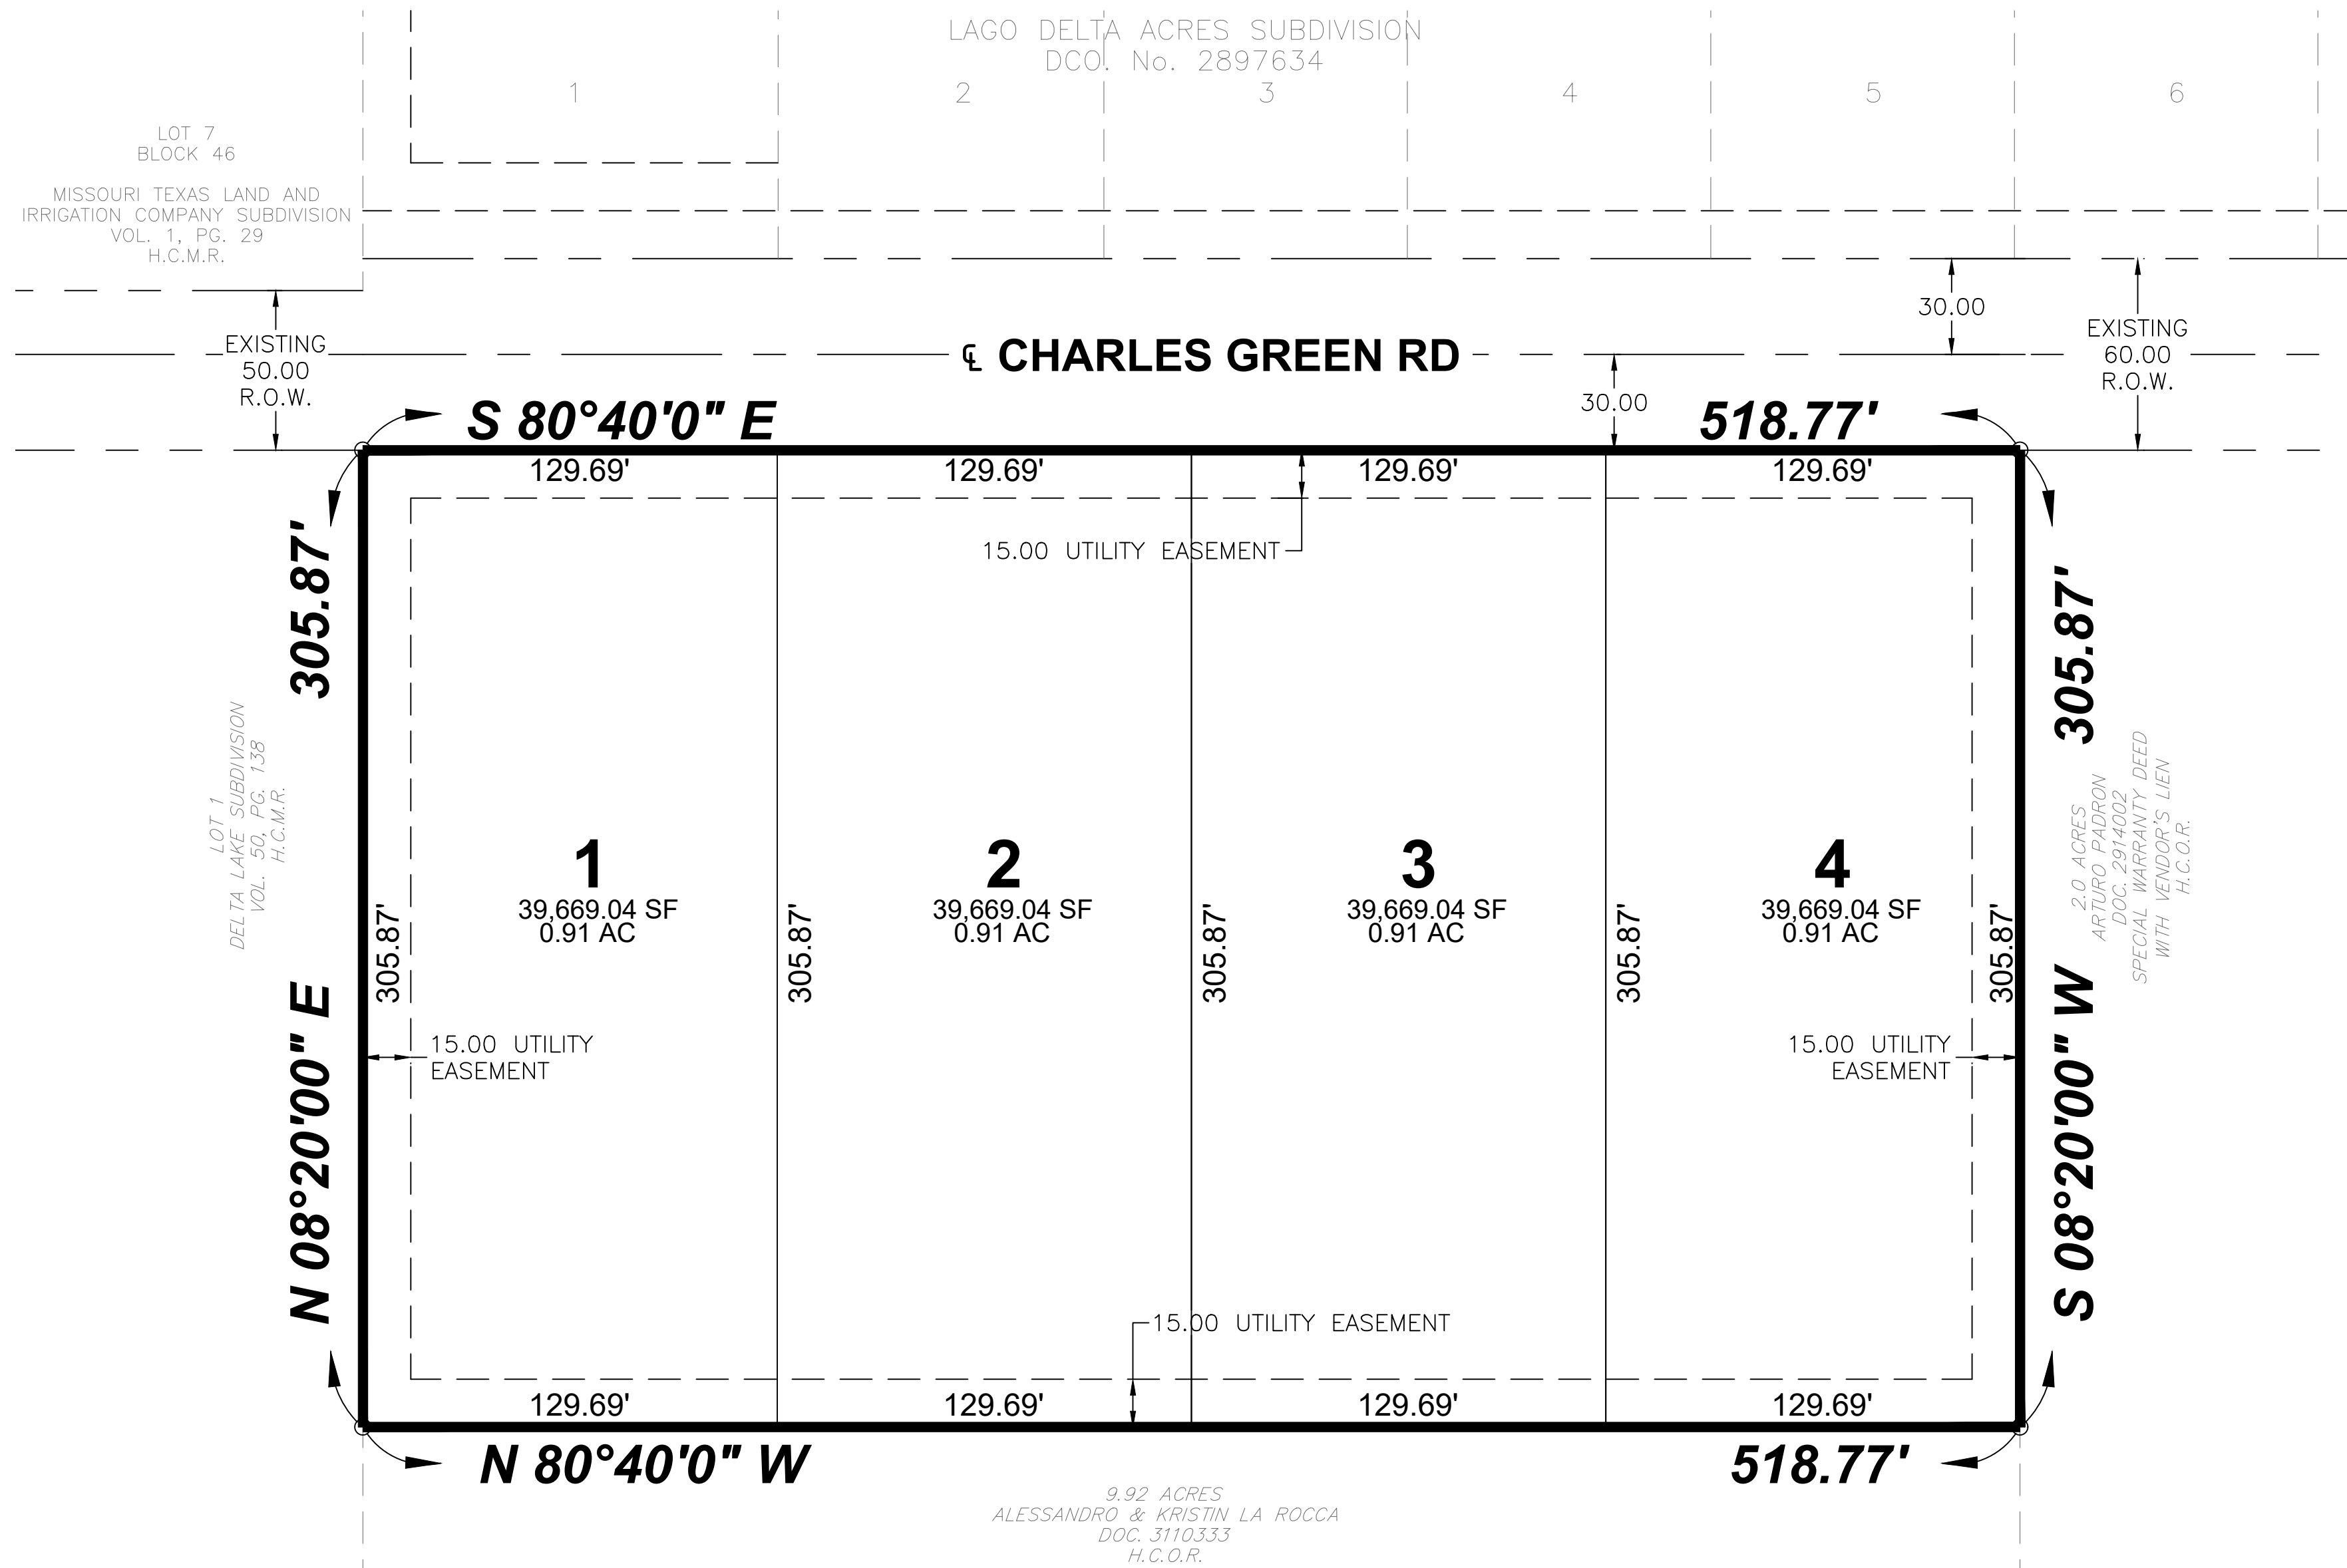 LAGO DELTA ACRES SUBDIVISION
DCO. No. 2897634
1
2
3
4
5
6
LOT 7
BLOCK 46
MISSOURI TEXAS LAND AND
IRRIGATION COMPANY SUBDIVISION
VOL. 1, PG. 29
H.C.M.R.
EXISTING
50.00
R.O.W.
℄ CHARLES GREEN RD
30.00
30.00
EXISTING
60.00
R.O.W.
S 80°40'0" E
518.77'
129.69'
129.69'
129.69'
129.69'
15.00 UTILITY EASEMENT
305.87'
N 08°20'00" E
LOT 1
DELTA LAKE SUBDIVISION
VOL. 50, PG. 138
H.C.M.R.
305.87'
1
39,669.04 SF
0.91 AC
305.87'
2
39,669.04 SF
0.91 AC
305.87'
3
39,669.04 SF
0.91 AC
305.87'
4
39,669.04 SF
0.91 AC
305.87'
305.87'
S 08°20'00" W
2.0 ACRES
ARTURO PADRON
DOC. 2914002
SPECIAL WARRANTY DEED
WITH VENDOR'S LIEN
H.C.O.R.
15.00 UTILITY
EASEMENT
15.00 UTILITY
EASEMENT
15.00 UTILITY EASEMENT
129.69'
129.69'
129.69'
129.69'
N 80°40'0" W
518.77'
9.92 ACRES
ALESSANDRO & KRISTIN LA ROCCA
DOC. 3110333
H.C.O.R.